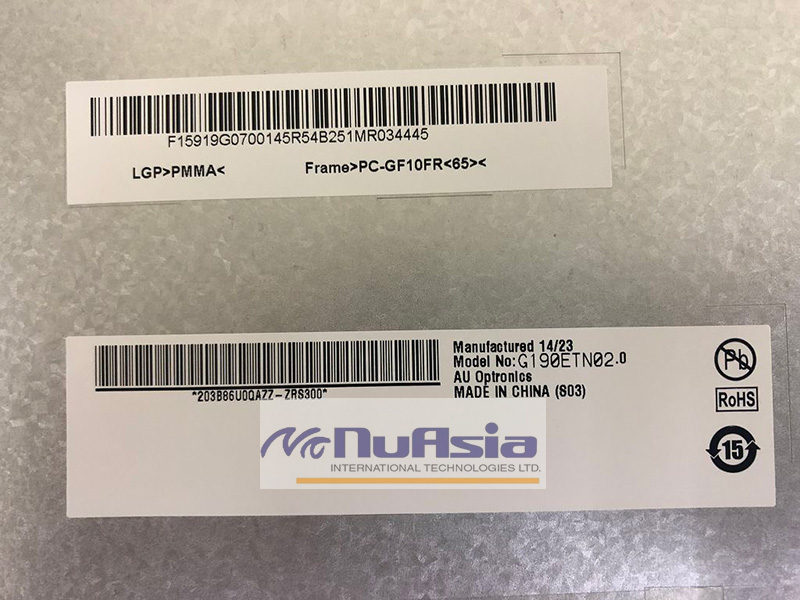 F15919G0700145R54B251MR034445
LGP>PMMA< Frame>PC-GF10FR<65><
Manufactured 14/23
Model No:G190ETN02.0
AU Optronics
MADE IN CHINA (S03)
*203B86U0QAZZ-ZRS300*
Pb
RoHS
15
NuAsia
INTERNATIONAL TECHNOLOGIES LTD.